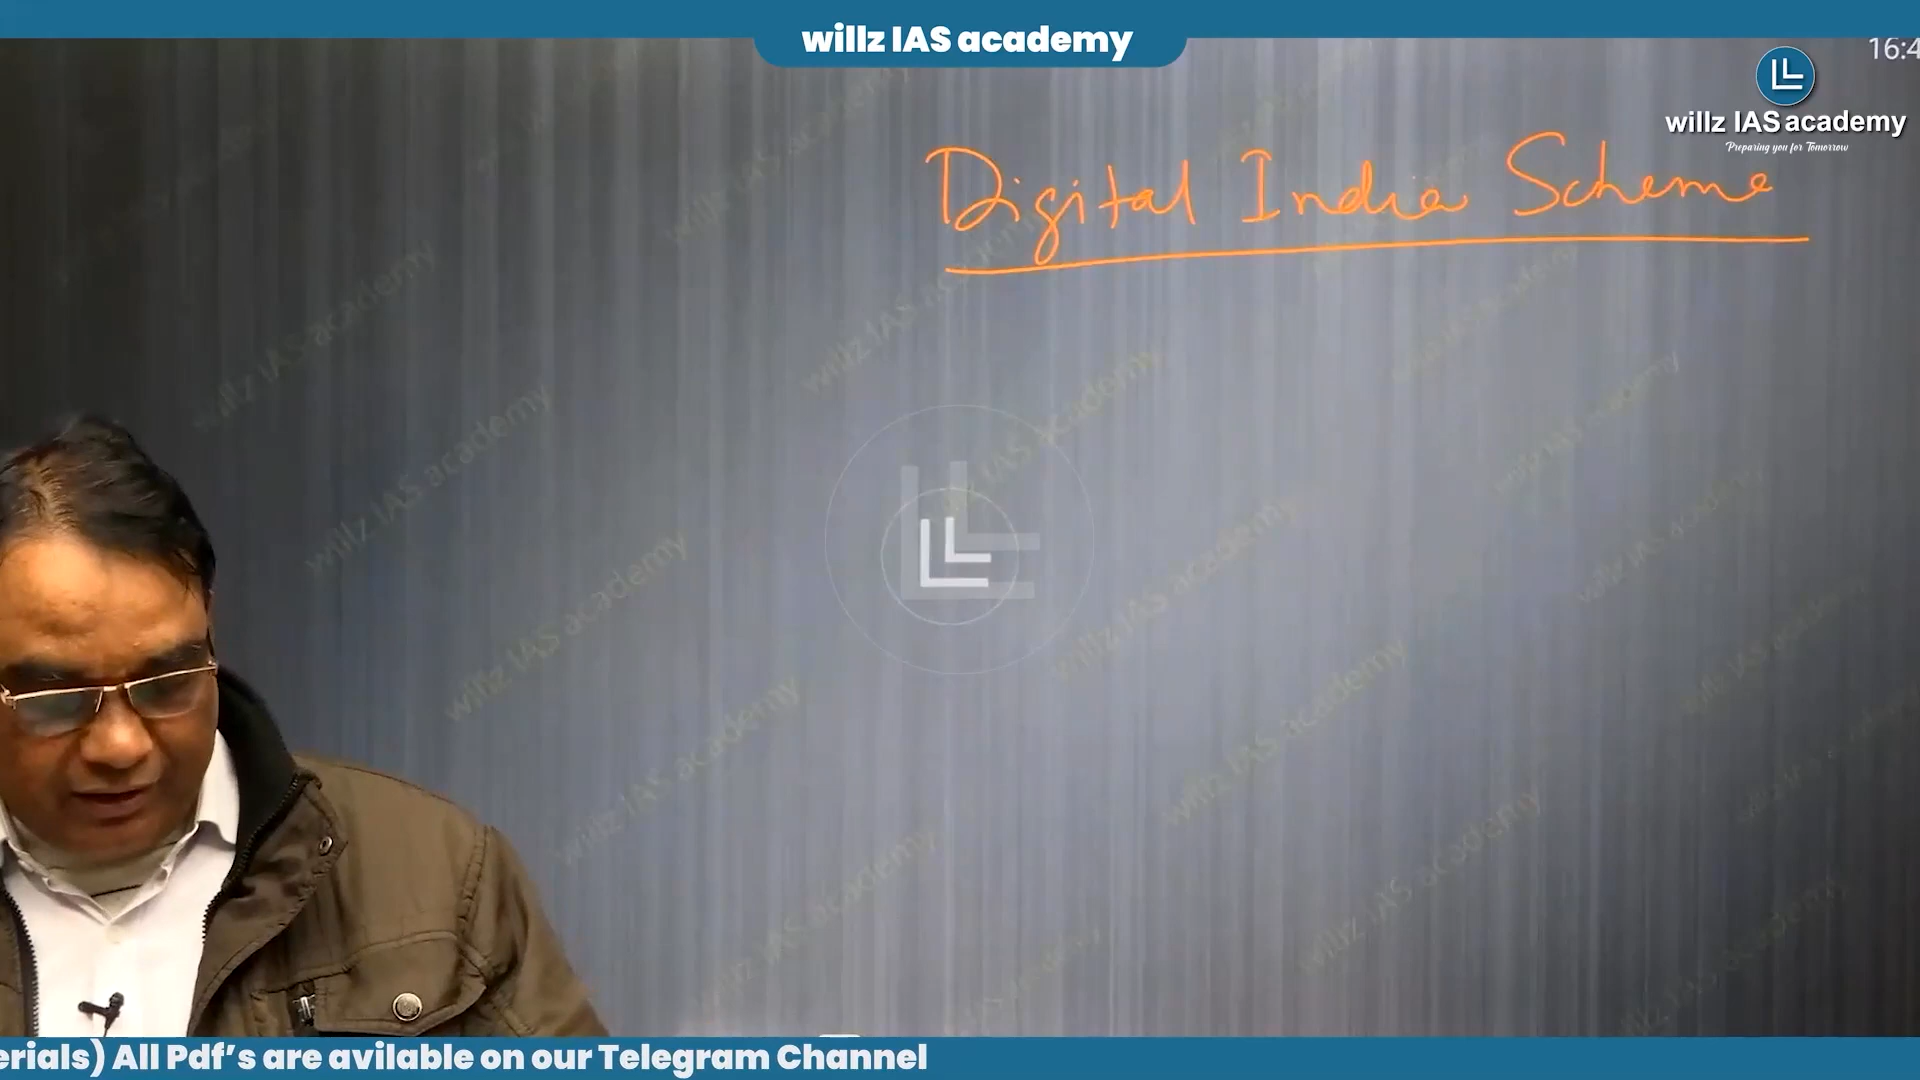 willz IAS academy
16:4
willz IAS academy
Preparing you for Tomorrow
Digital India Scheme
erials) All Pdf's are avilable on our Telegram Channel